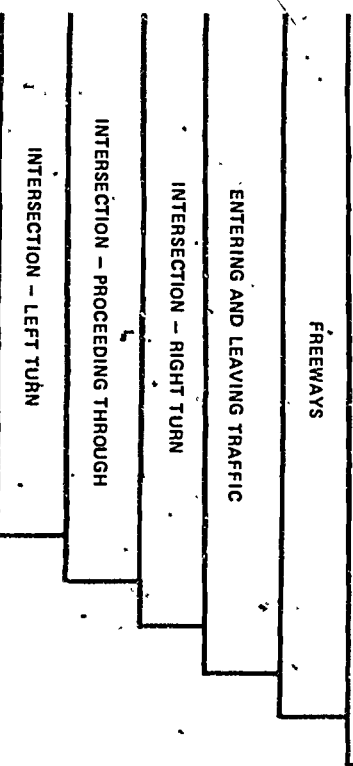 FREEWAYS
ENTERING AND LEAVING TRAFFIC
INTERSECTION – RIGHT TURN
INTERSECTION – PROCEEDING THROUGH
INTERSECTION – LEFT TURN